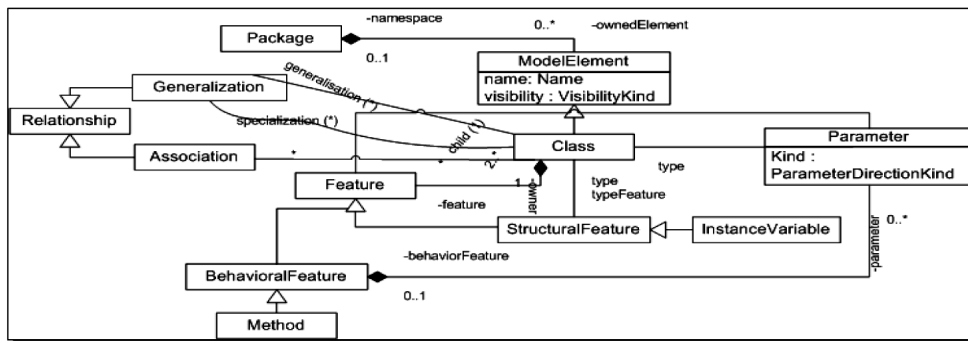 -namespace
0..*
-ownedElement
Package
0..1
ModelElement
name: Name
visibility : VisibilityKind
generalisation (*)
Generalization
specialization (*)
child (1)
Relationship
Parameter
Kind :
ParameterDirectionKind
Class
type
Association
*
*
2..*
Feature
1
-owner
type
typeFeature
-feature
StructuralFeature
InstanceVariable
0..*
-parameter
-behaviorFeature
BehavioralFeature
0..1
Method